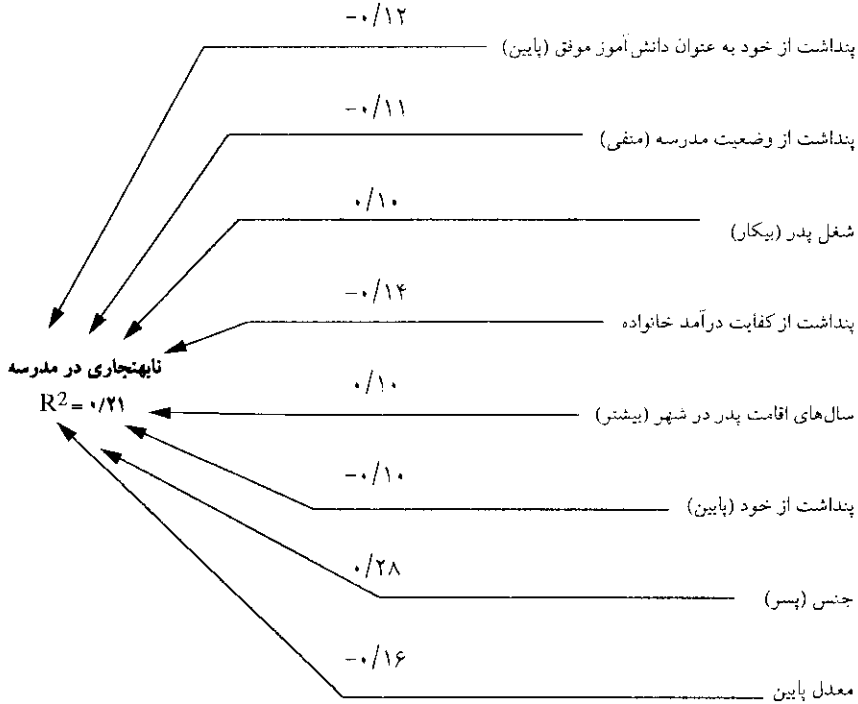 -۰/۱۲
پنداشت از خود به عنوان دانش‌آموز موفق (پایین)
-۰/۱۱
پنداشت از وضعیت مدرسه (منفی)
۰/۱۰
شغل پدر (بیکار)
-۰/۱۴
پنداشت از کفایت درآمد خانواده
نابهنجاری در مدرسه
R2 = ۰/۲۱
۰/۱۰
سال‌های اقامت پدر در شهر (بیشتر)
-۰/۱۰
پنداشت از خود (پایین)
۰/۲۸
جنس (پسر)
-۰/۱۶
معدل پایین